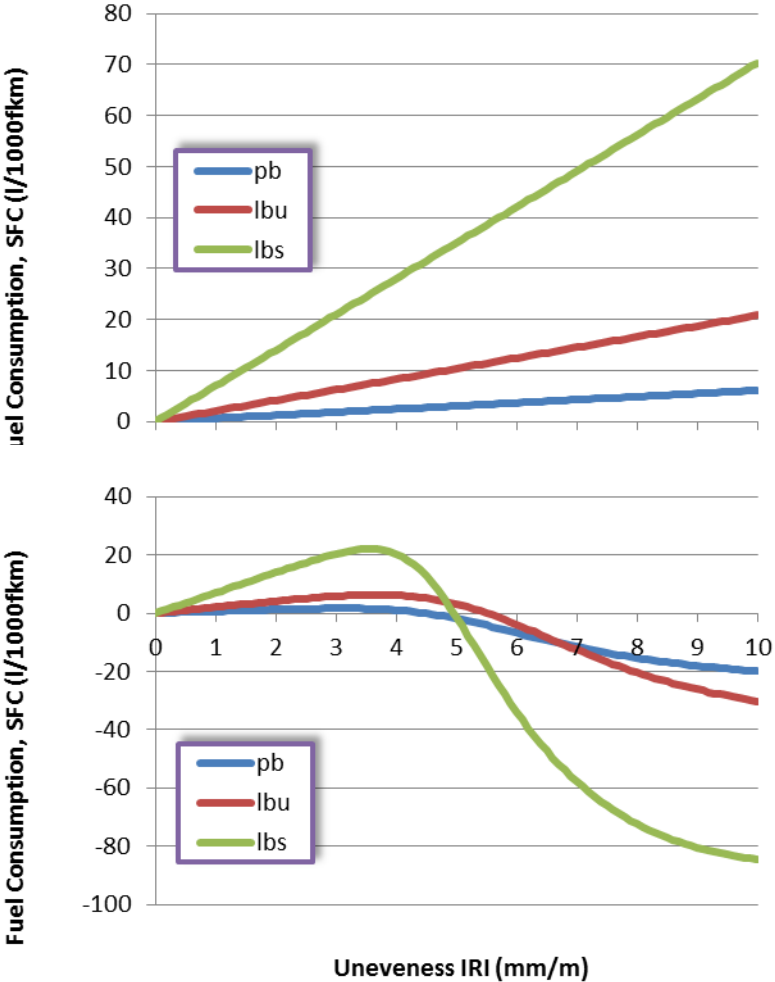 uel Consumption, SFC (l/1000fkm)
80
70
60
50
40
30
20
10
0
pb
lbu
lbs
Fuel Consumption, SFC (l/1000fkm)
40
20
0
-20
-40
-60
-80
-100
0 1 2 3 4 5 6 7 8 9 10
pb
lbu
lbs
Uneveness IRI (mm/m)